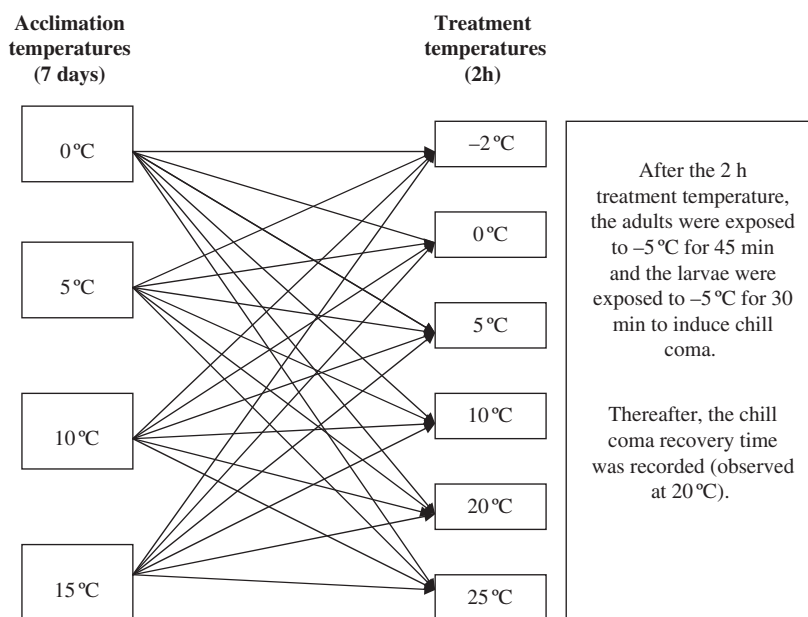 Acclimation
temperatures
(7 days)
Treatment
temperatures
(2h)
0 ºC
5 ºC
10 ºC
15 ºC
–2 ºC
0 ºC
5 ºC
10 ºC
20 ºC
25 ºC
After the 2 h
treatment temperature,
the adults were exposed
to –5 ºC for 45 min
and the larvae were
exposed to –5 ºC for 30
min to induce chill
coma.
Thereafter, the chill
coma recovery time
was recorded (observed
at 20 ºC).